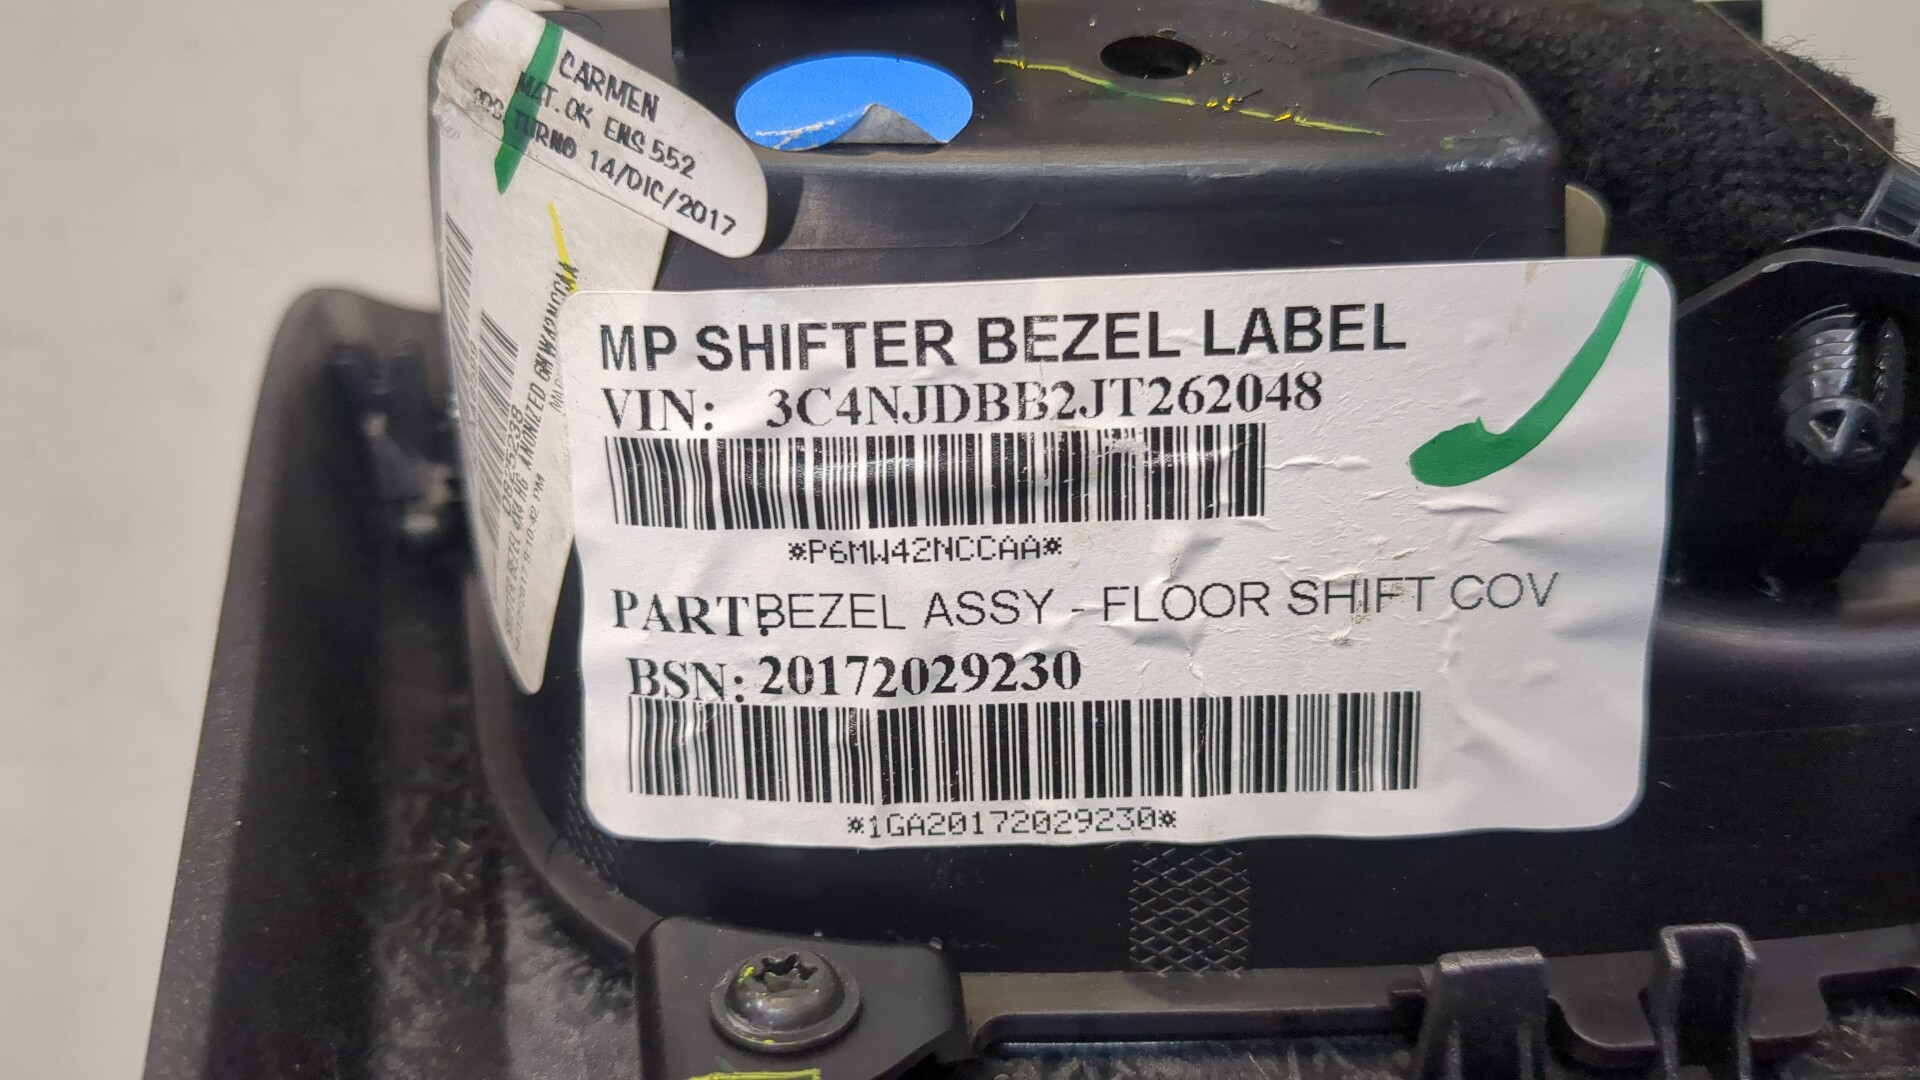 CARMEN
MAT. OK ENS 552
TURNO 14/DIC/2017
MP SHIFTER BEZEL LABEL
VIN: 3C4NJDBB2JT262048
*P6MW42NCCAA*
PART: BEZEL ASSY - FLOOR SHIFT COV
BSN: 20172029230
*1GA20172029230*